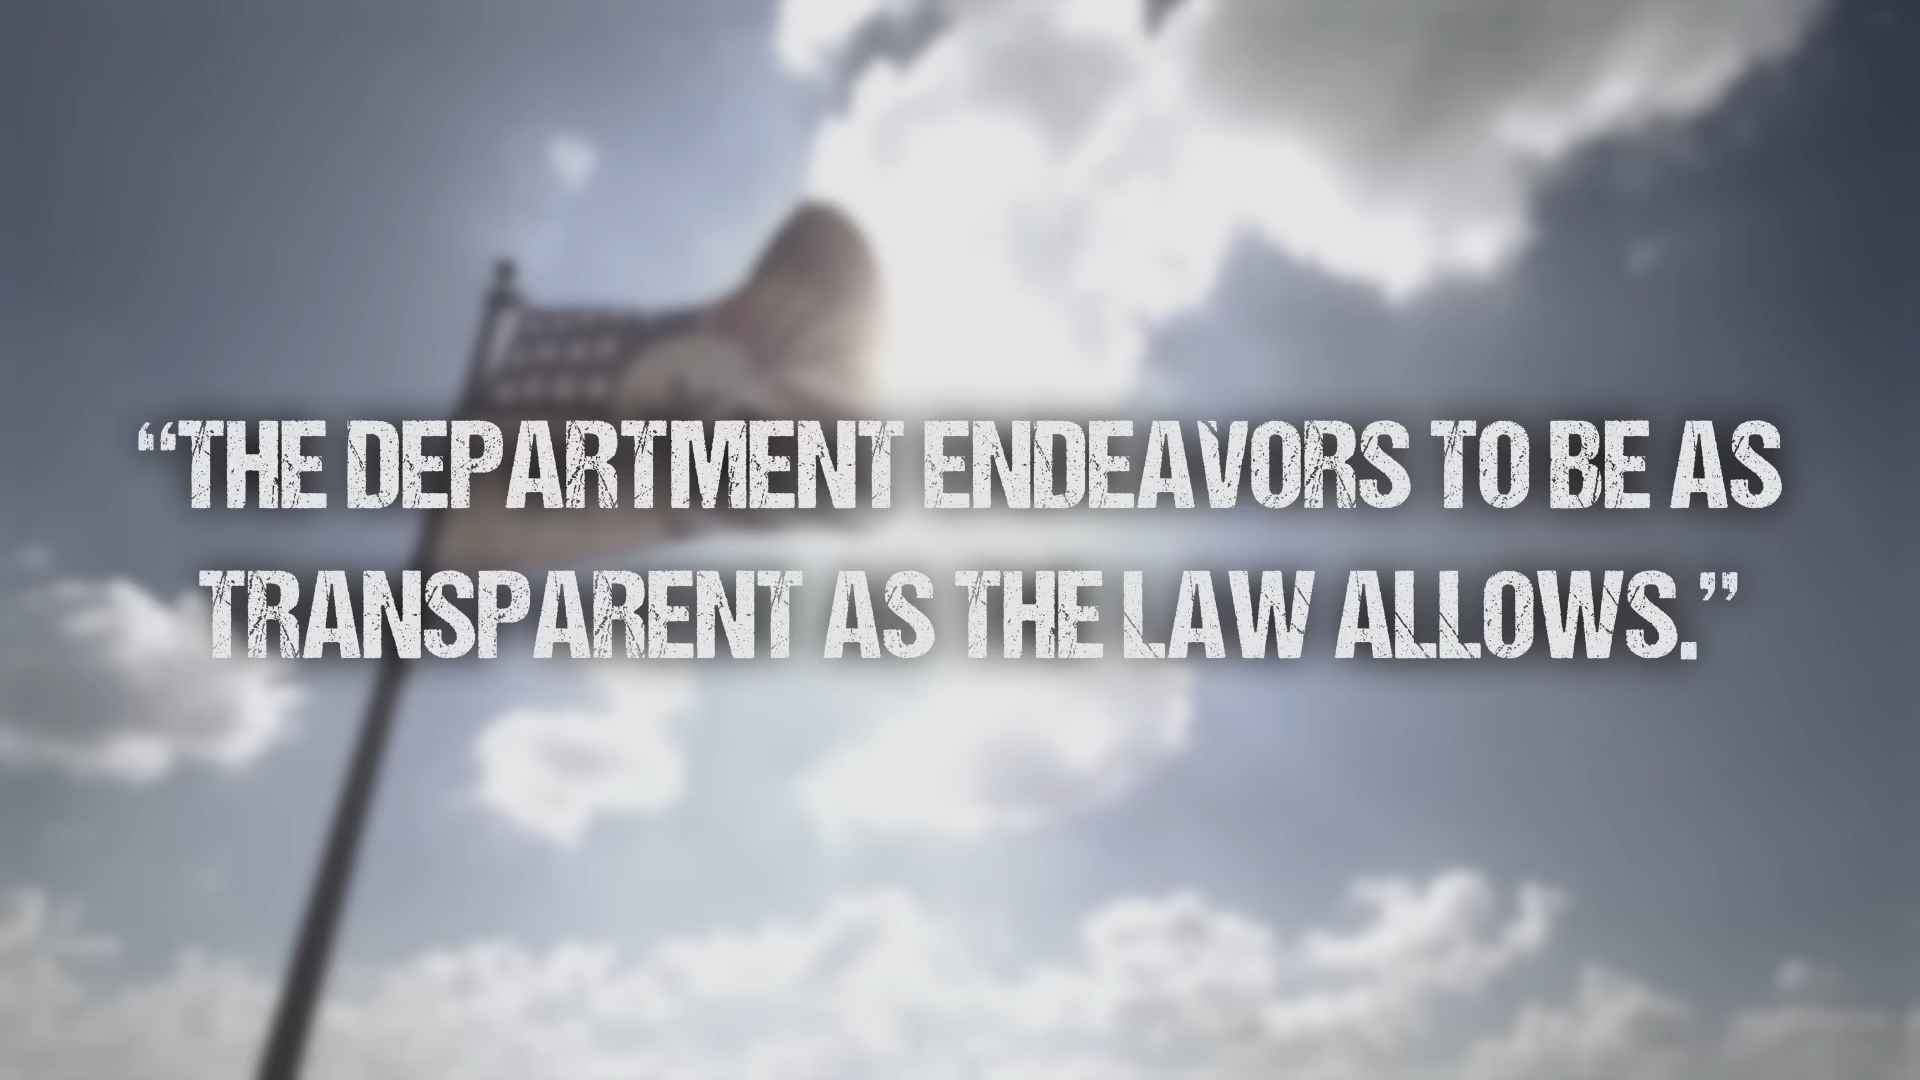 “THE DEPARTMENT ENDEAVORS TO BE AS
TRANSPARENT AS THE LAW ALLOWS.”